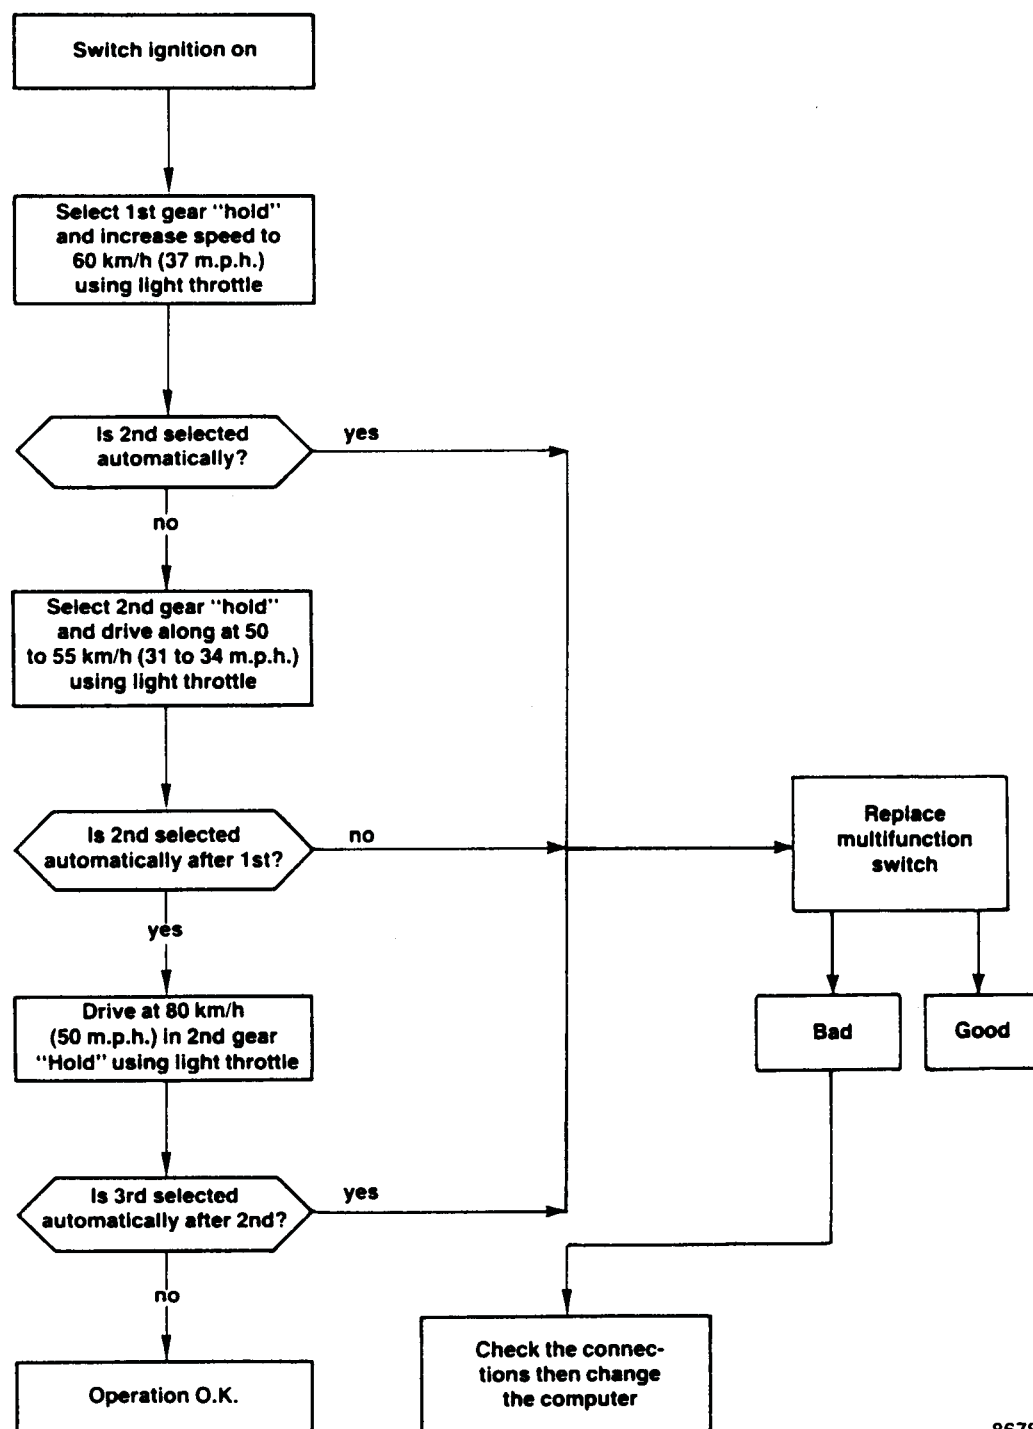 Switch ignition on
Select 1st gear "hold"
and increase speed to
60 km/h (37 m.p.h.)
using light throttle
Is 2nd selected
automatically?
yes
no
Select 2nd gear "hold"
and drive along at 50
to 55 km/h (31 to 34 m.p.h.)
using light throttle
Is 2nd selected
automatically after 1st?
no
yes
Replace
multifunction
switch
Drive at 80 km/h
(50 m.p.h.) in 2nd gear
"Hold" using light throttle
Bad
Good
Is 3rd selected
automatically after 2nd?
yes
no
Operation O.K.
Check the connec-
tions then change
the computer